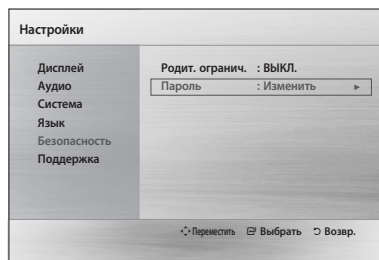 Настройки
Дисплей
Аудио
Система
Язык
Безопасность
Поддержка
Родит. огранич. : ВЫКЛ.
Пароль : Изменить ►
Переместить Выбрать Возвр.